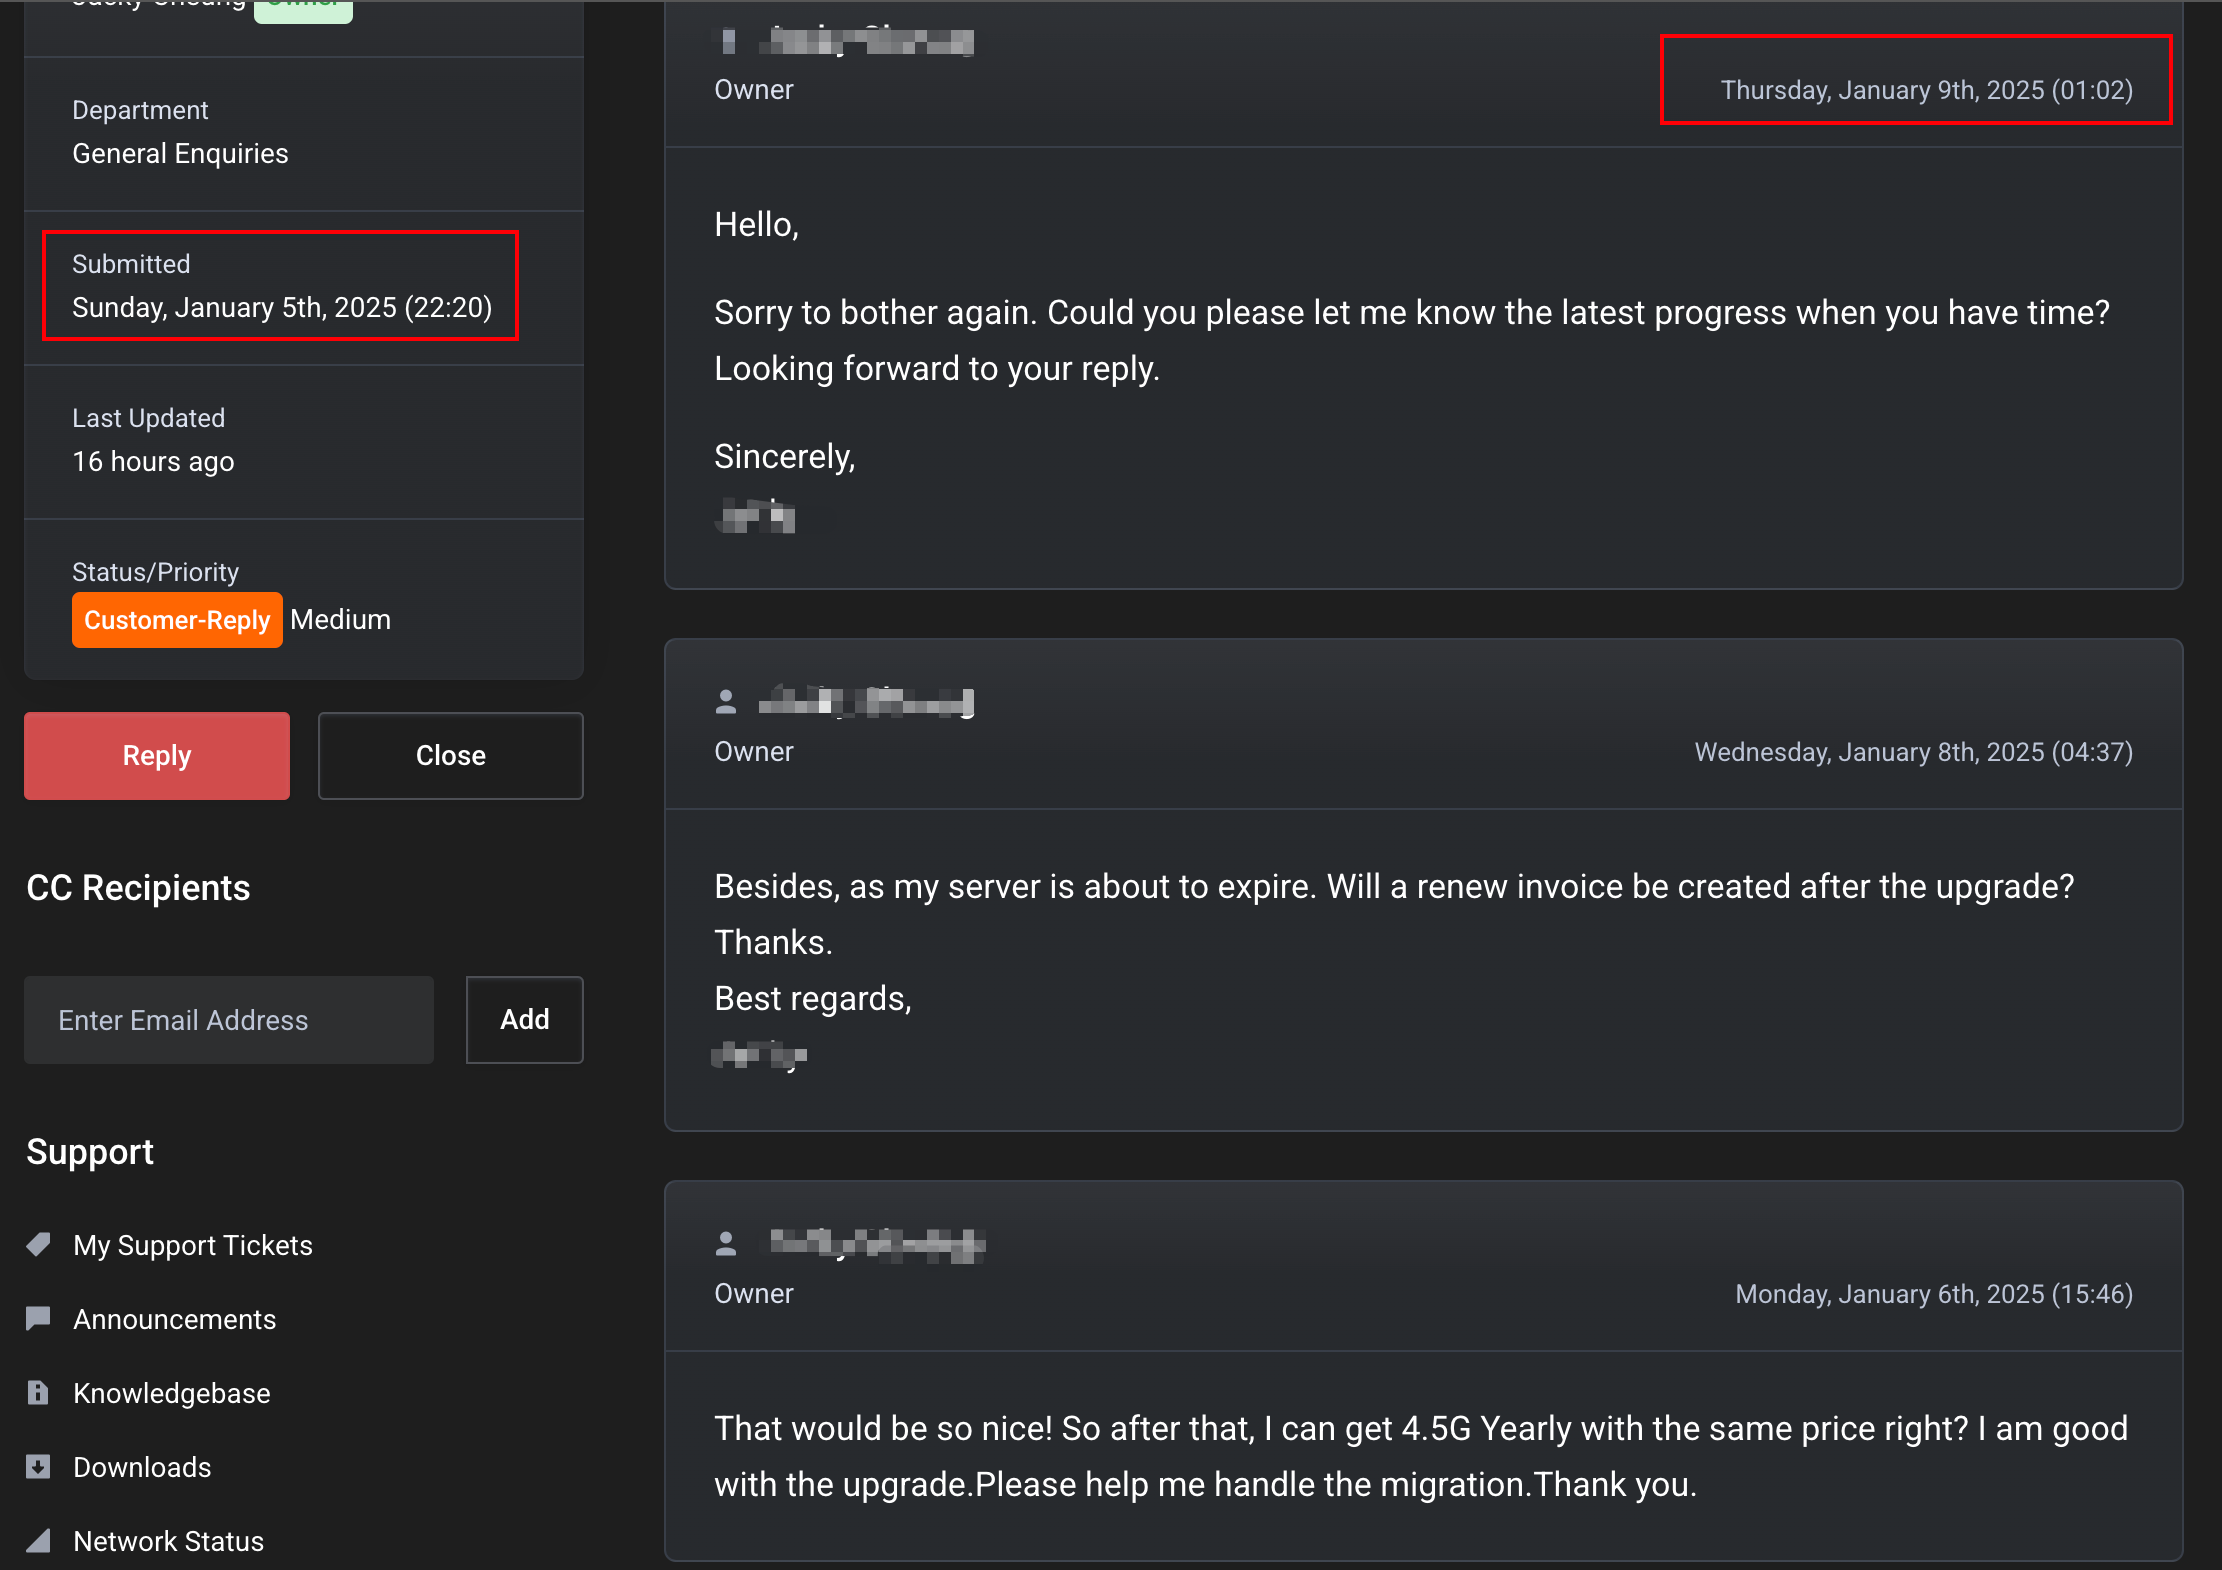 Department
General Enquiries
Submitted
Sunday, January 5th, 2025 (22:20)
Last Updated
16 hours ago
Status/Priority
Customer-Reply Medium
Reply
Close
CC Recipients
Enter Email Address
Add
Support
My Support Tickets
Announcements
Knowledgebase
Downloads
Network Status
Owner
Thursday, January 9th, 2025 (01:02)
Hello,
Sorry to bother again. Could you please let me know the latest progress when you have time?
Looking forward to your reply.
Sincerely,
Owner
Wednesday, January 8th, 2025 (04:37)
Besides, as my server is about to expire. Will a renew invoice be created after the upgrade?
Thanks.
Best regards,
Owner
Monday, January 6th, 2025 (15:46)
That would be so nice! So after that, I can get 4.5G Yearly with the same price right? I am good
with the upgrade.Please help me handle the migration.Thank you.